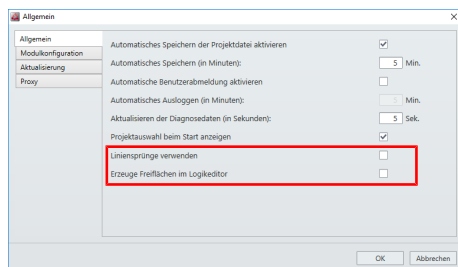 Allgemein
Allgemein
Modulkonfiguration
Aktualisierung
Proxy
Automatisches Speichern der Projektdatei aktivieren
Automatisches Speichern (in Minuten): 5 Min.
Automatische Benutzerabmeldung aktivieren
Automatisches Ausloggen (in Minuten): 5 Min.
Aktualisieren der Diagnosedaten (in Sekunden): 5 Sek.
Projektauswahl beim Start anzeigen
Liniensprünge verwenden
Erzeuge Freiflächen im Logikeditor
OK Abbrechen